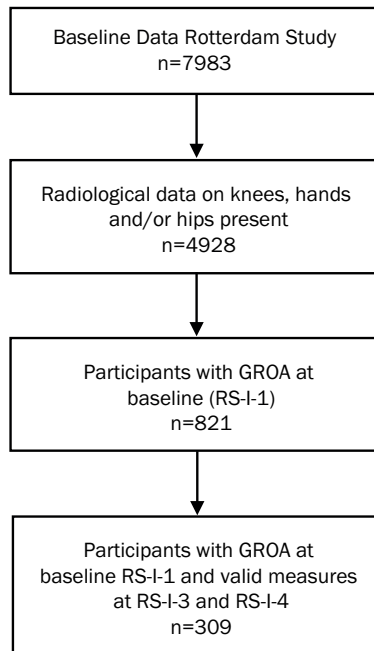 Baseline Data Rotterdam Study
n=7983
Radiological data on knees, hands
and/or hips present
n=4928
Participants with GROA at
baseline (RS-I-1)
n=821
Participants with GROA at
baseline RS-I-1 and valid measures
at RS-I-3 and RS-I-4
n=309